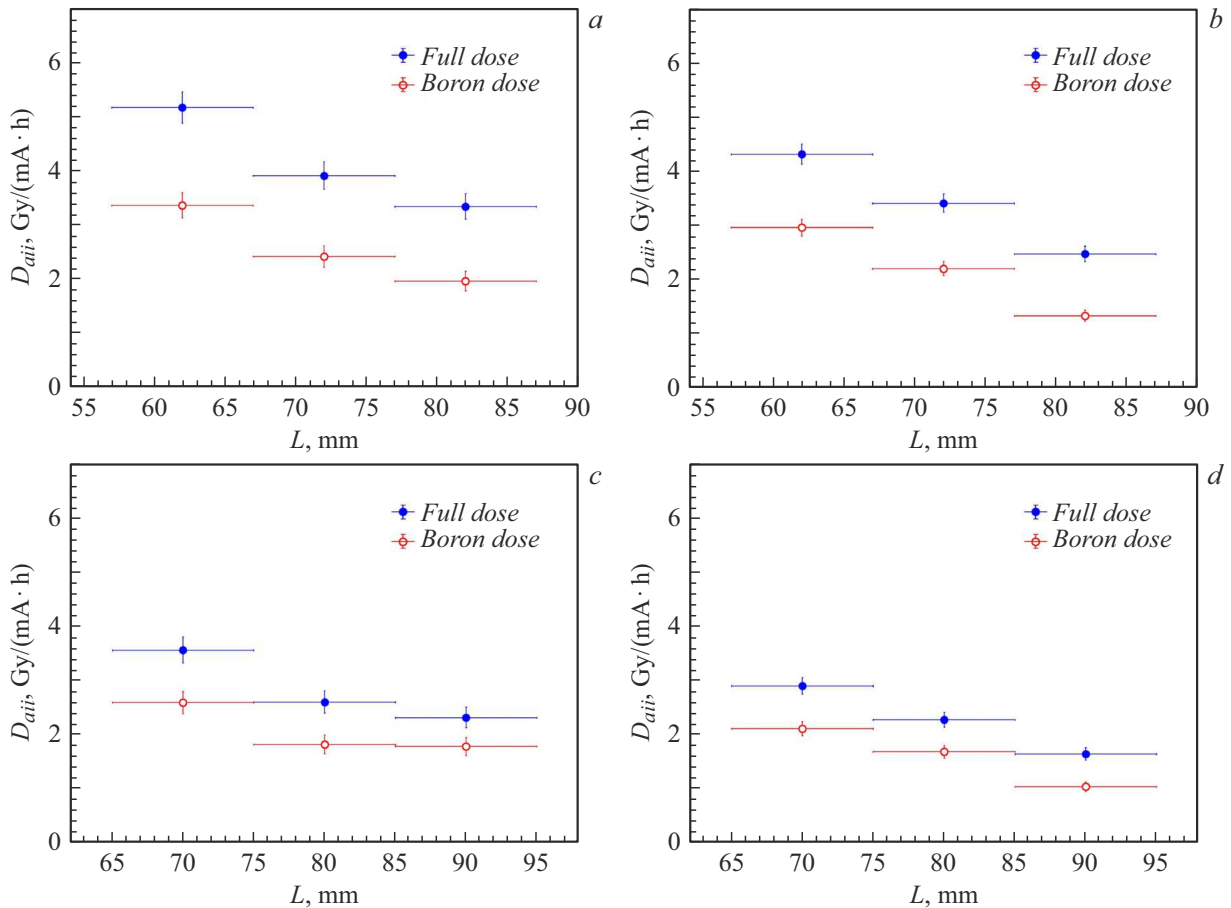 a
Full dose
Boron dose
D_aii, Gy/(mA · h)
6
4
2
0
55 60 65 70 75 80 85 90
L, mm
b
Full dose
Boron dose
D_aii, Gy/(mA · h)
6
4
2
0
55 60 65 70 75 80 85 90
L, mm
c
Full dose
Boron dose
D_aii, Gy/(mA · h)
6
4
2
0
65 70 75 80 85 90 95
L, mm
d
Full dose
Boron dose
D_aii, Gy/(mA · h)
6
4
2
0
65 70 75 80 85 90 95
L, mm